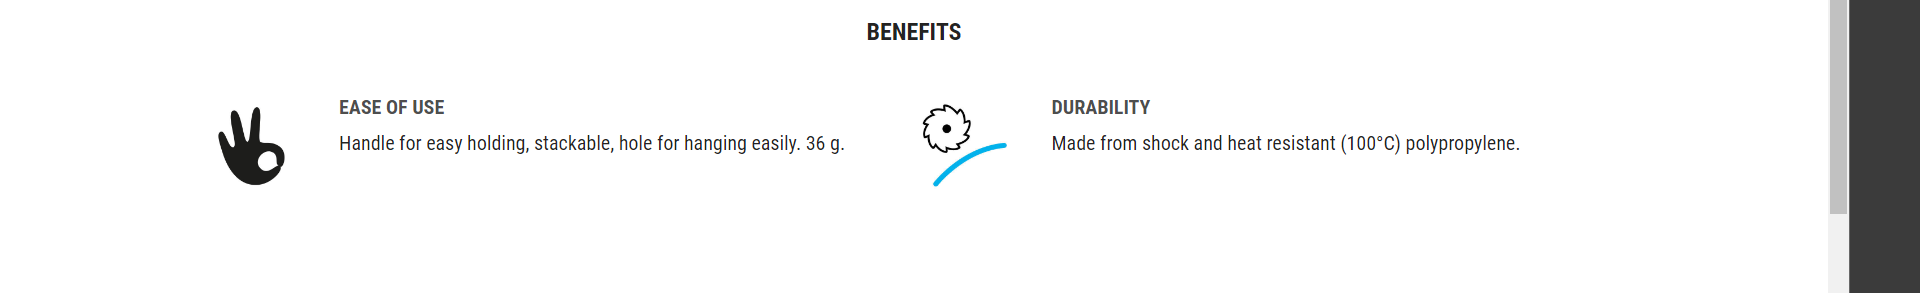 BENEFITS
EASE OF USE
Handle for easy holding, stackable, hole for hanging easily. 36 g.
DURABILITY
Made from shock and heat resistant (100°C) polypropylene.